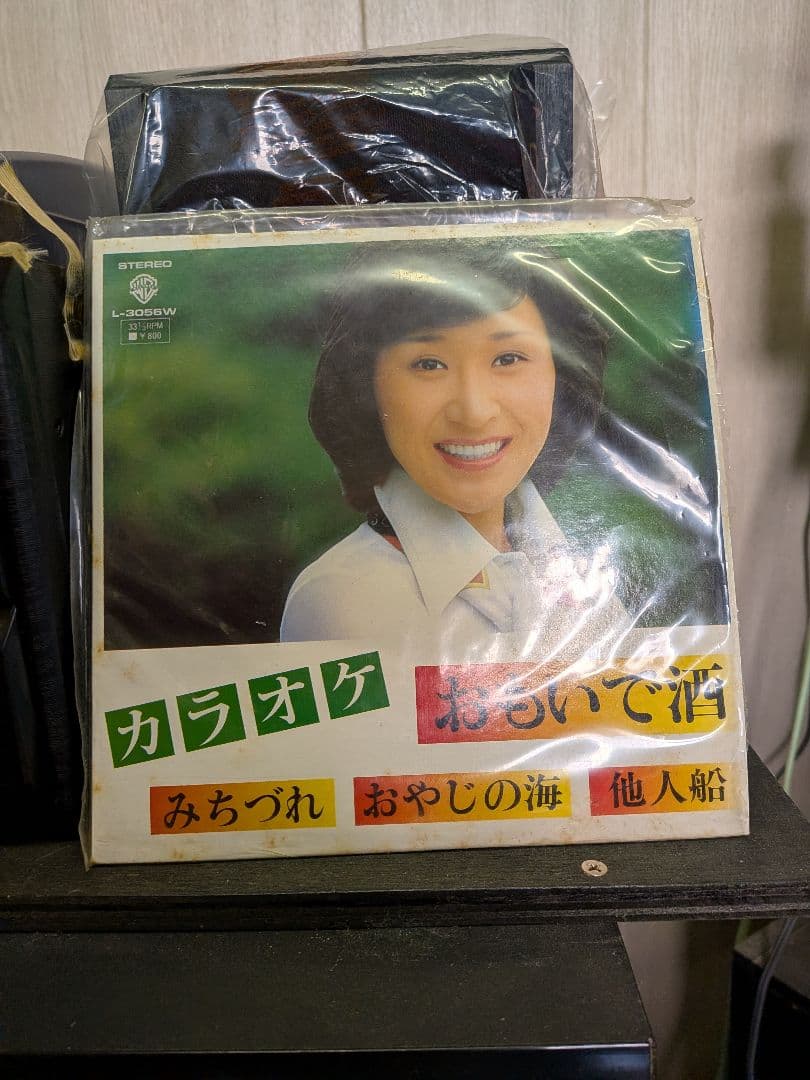 STEREO
L-3056W
33⅓RPM
■￥800
カラオケ
おもいで酒
みちづれ
おやじの海
他人船